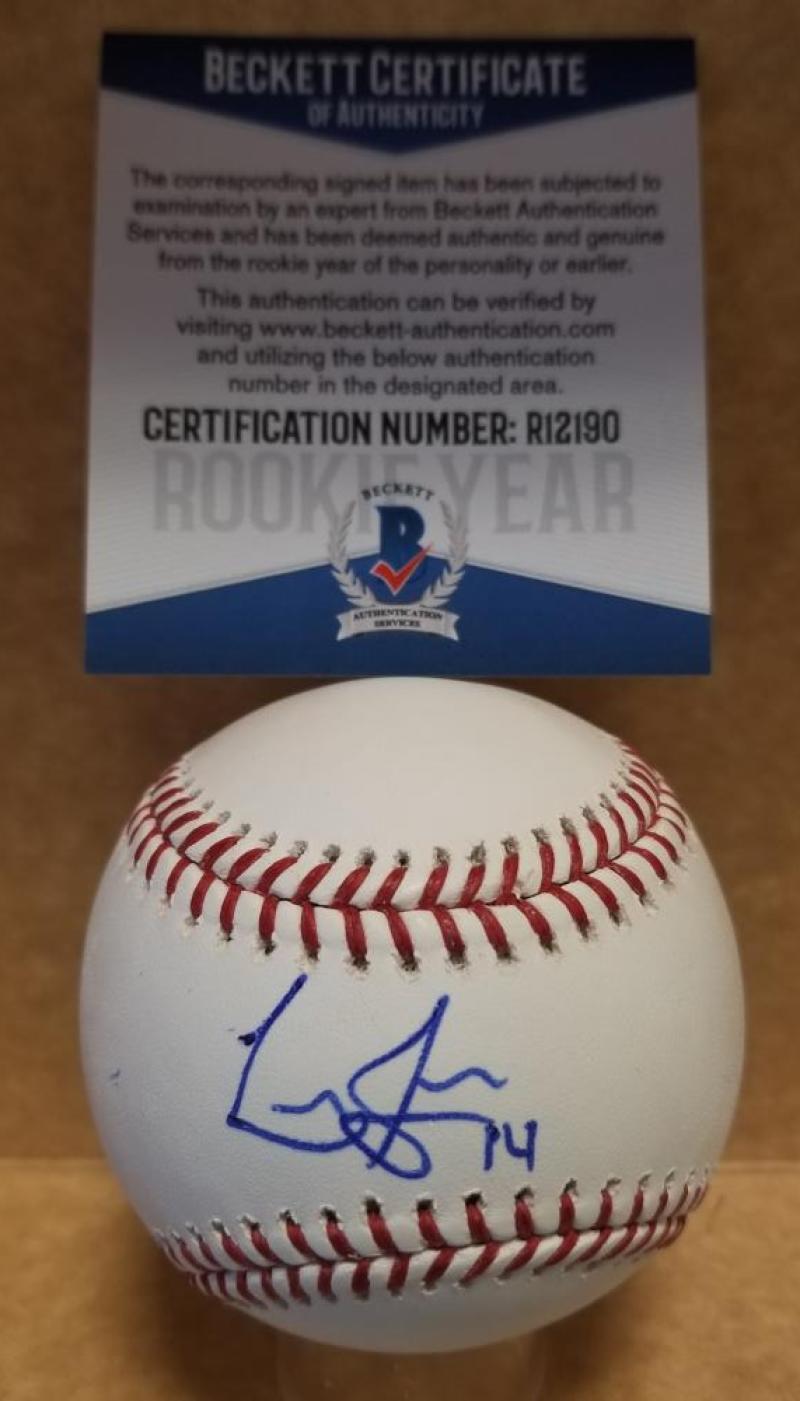 BECKETT CERTIFICATE
OF AUTHENTICITY
The corresponding signed item has been subjected to
examination by an expert from Beckett Authentication
Services and has been deemed authentic and genuine
from the rookie year of the personality or earlier.
This authentication can be verified by
visiting www.beckett-authentication.com
and utilizing the below authentication
number in the designated area.
CERTIFICATION NUMBER: R12190
ROOKIE YEAR
BECKETT
B
AUTHENTICATION
SERVICES
14